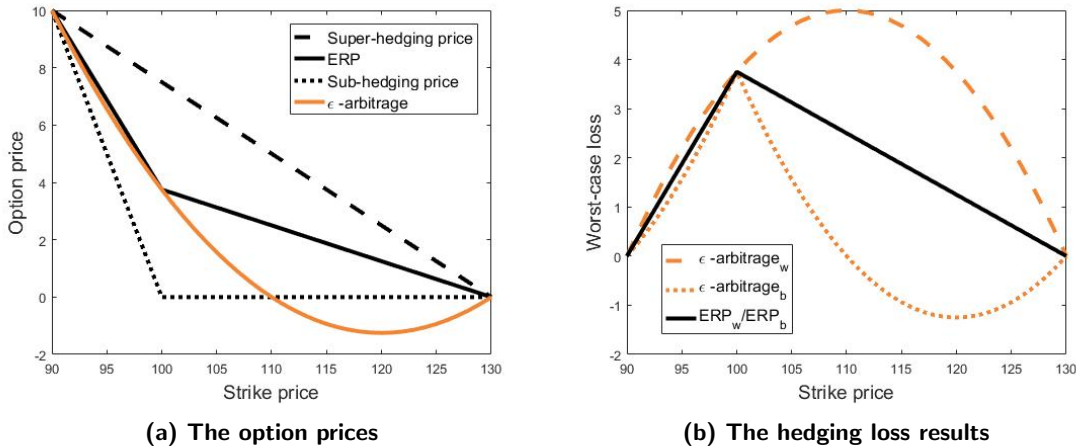 10
8
6
4
2
0
-2
Option price
Super-hedging price
ERP
Sub-hedging price
ϵ -arbitrage
90 95 100 105 110 115 120 125 130
Strike price
(a) The option prices
5
4
3
2
1
0
-1
-2
Worst-case loss
ϵ -arbitrage_w
ϵ -arbitrage_b
ERP_w/ERP_b
90 95 100 105 110 115 120 125 130
Strike price
(b) The hedging loss results